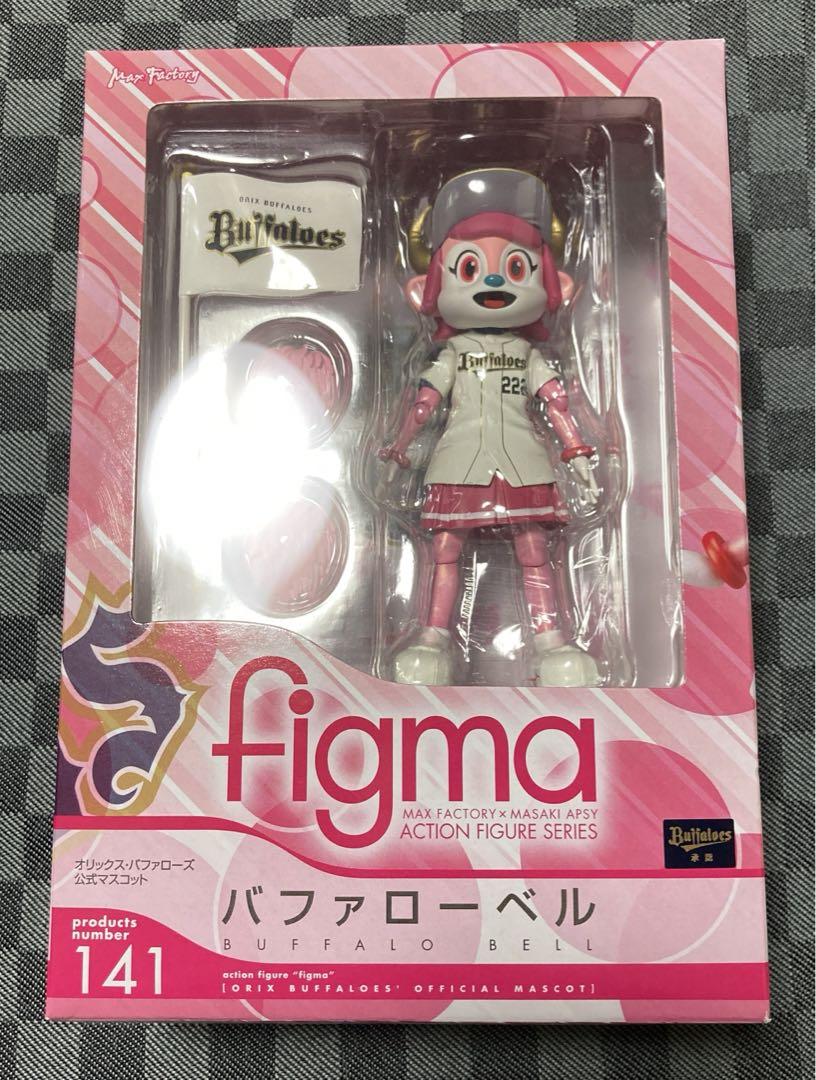 Max Factory
ORIX BUFFALOES
Buffaloes
Buffaloes
222
figma
MAX FACTORY×MASAKI APSY
ACTION FIGURE SERIES
Buffaloes
承認
オリックス・バファローズ
公式マスコット
バファローベル
BUFFALO BELL
products
number
141
action figure "figma"
[ORIX BUFFALOES' OFFICIAL MASCOT]